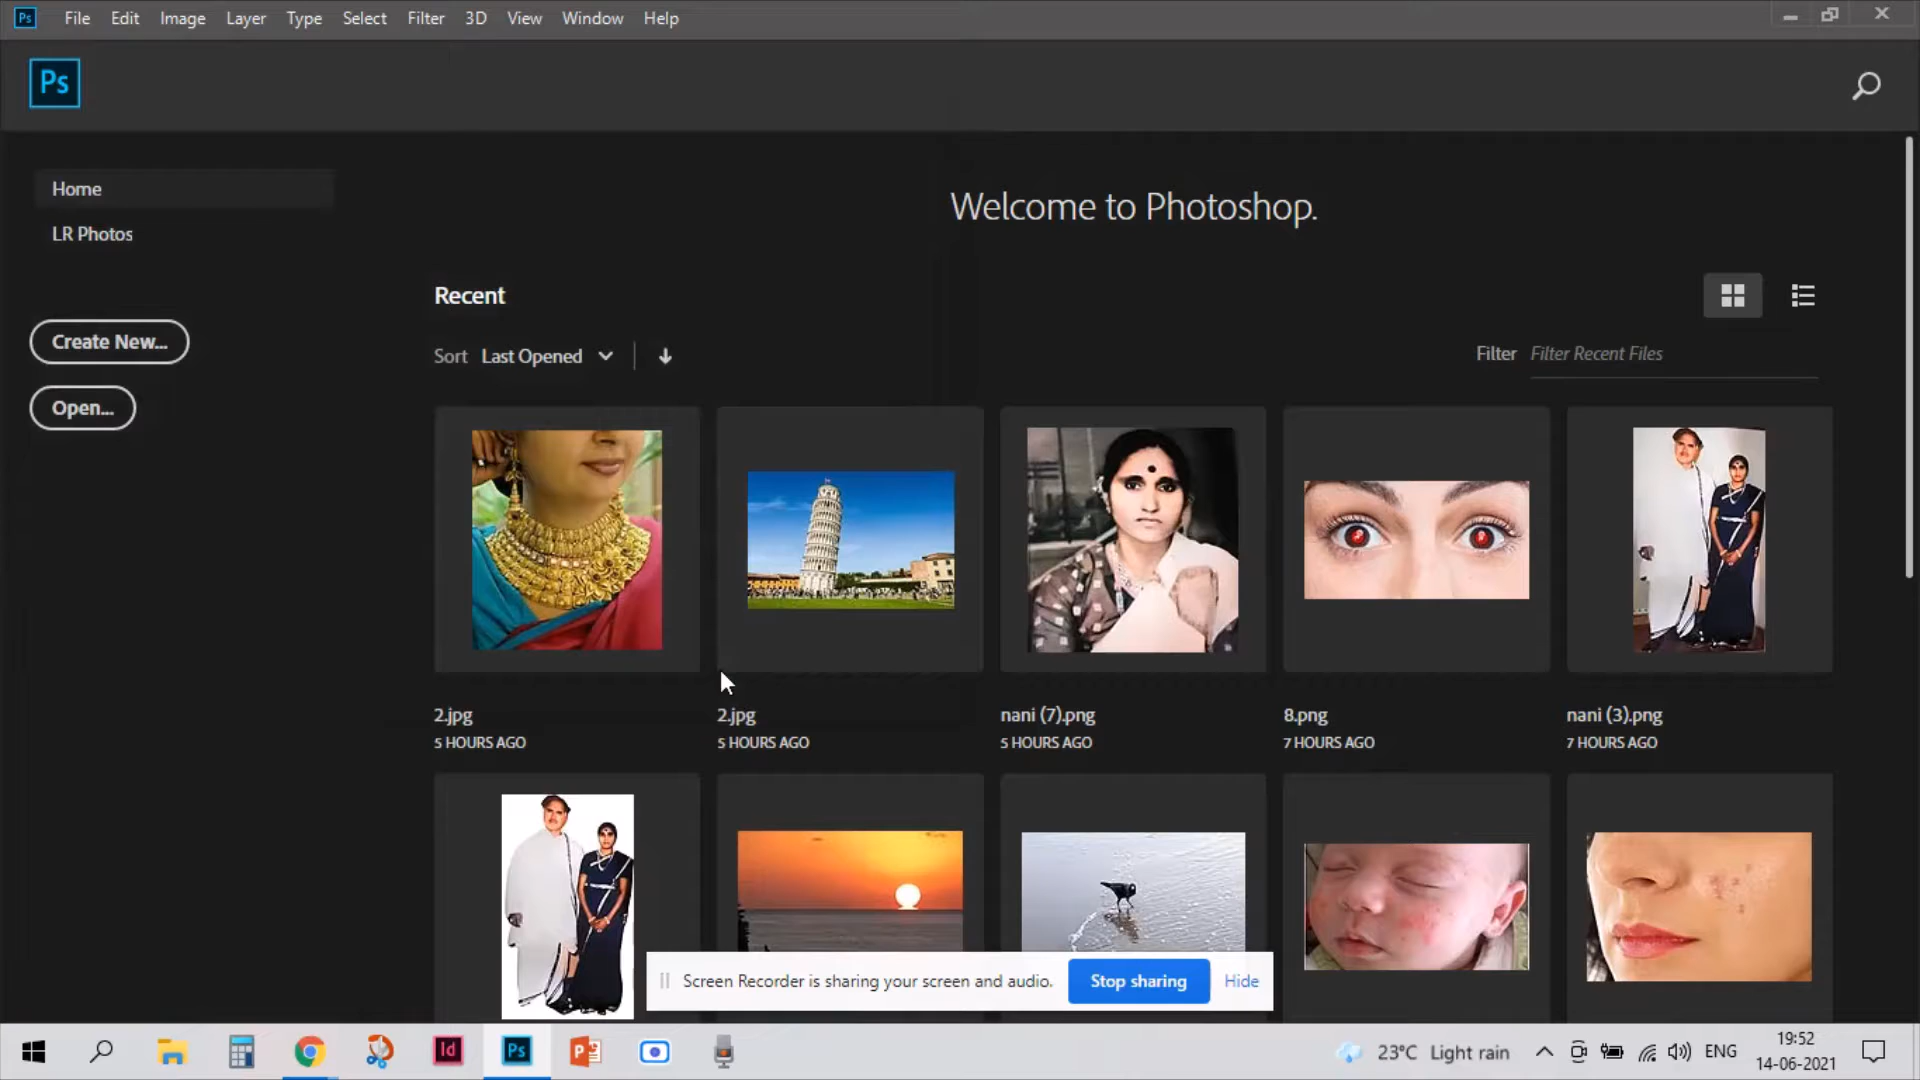 Ps File Edit Image Layer Type Select Filter 3D View Window Help
Ps
Home
LR Photos
Create New...
Open...
Welcome to Photoshop.
Recent
Sort Last Opened
Filter Filter Recent Files
2.jpg
5 HOURS AGO
2.jpg
5 HOURS AGO
nani (7).png
5 HOURS AGO
8.png
7 HOURS AGO
nani (3).png
7 HOURS AGO
Screen Recorder is sharing your screen and audio. Stop sharing Hide
Id Ps P 23°C Light rain ENG
19:52
14-06-2021